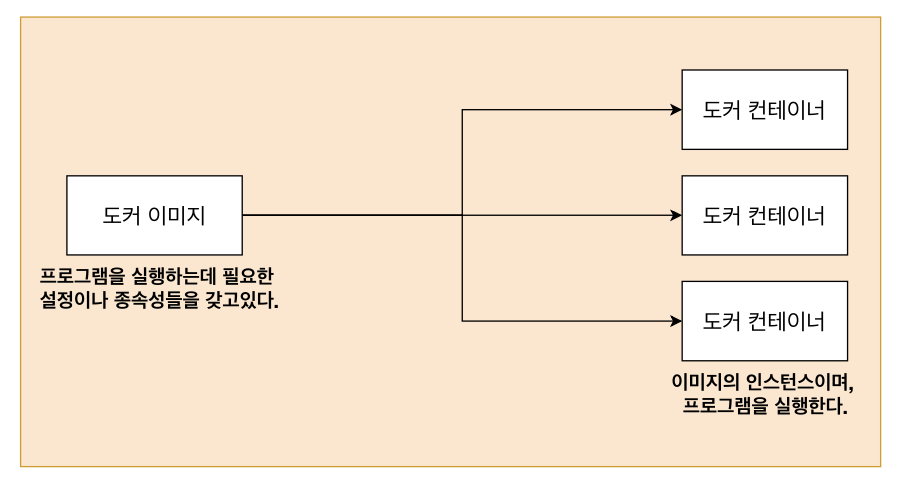 도커 컨테이너
도커 이미지
도커 컨테이너
프로그램을 실행하는데 필요한
설정이나 종속성들을 갖고있다.
도커 컨테이너
이미지의 인스턴스이며,
프로그램을 실행한다.